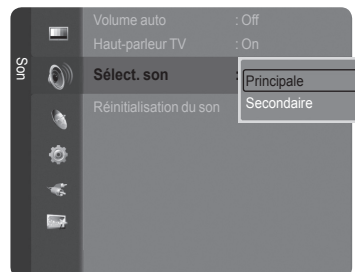 Son
Volume auto : Off
Haut-parleur TV : On
Sélect. son :
Principale
Secondaire
Réinitialisation du son